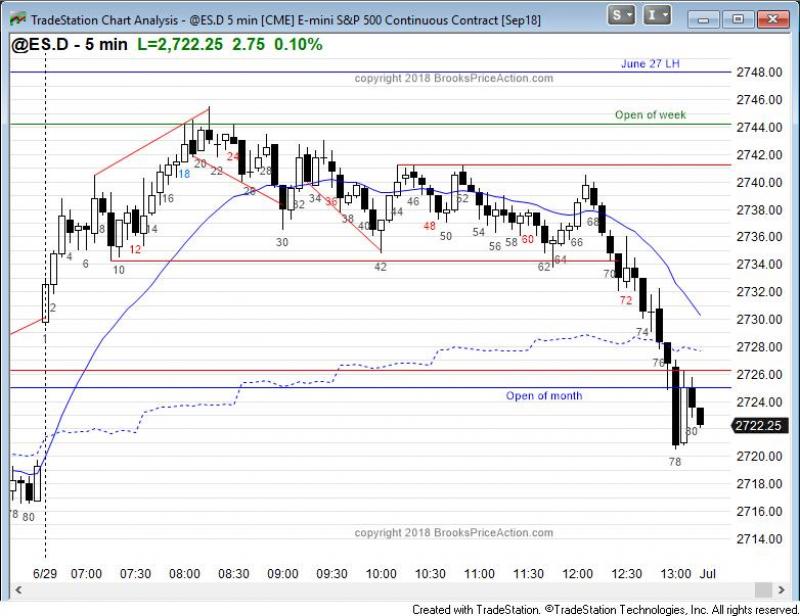 TradeStation Chart Analysis - @ES.D 5 min [CME] E-mini S&P 500 Continuous Contract [Sep18]
S I
@ES.D - 5 min L=2,722.25 2.75 0.10%
June 27 LH
2748.00
copyright 2018 BrooksPriceAction.com
2746.00
Open of week
2744.00
20 22 24
2742.00
18 26 28
2740.00
16 32 34 36 44 46 52
2738.00
8 14 38 40 48 50 54 68
2736.00
4 6 10 12 30 42 56 58 60 62 64 66
2734.00
70
2732.00
2 72
2730.00
74
2728.00
76
2726.00
Open of month
2724.00
2722.25
80
2720.00
78
2718.00
78 80
2716.00
copyright 2018 BrooksPriceAction.com
2714.00
6/29 07:00 07:30 08:00 08:30 09:00 09:30 10:00 10:30 11:00 11:30 12:00 12:30 13:00 Jul
Created with TradeStation. ©TradeStation Technologies, Inc. All rights reserved.